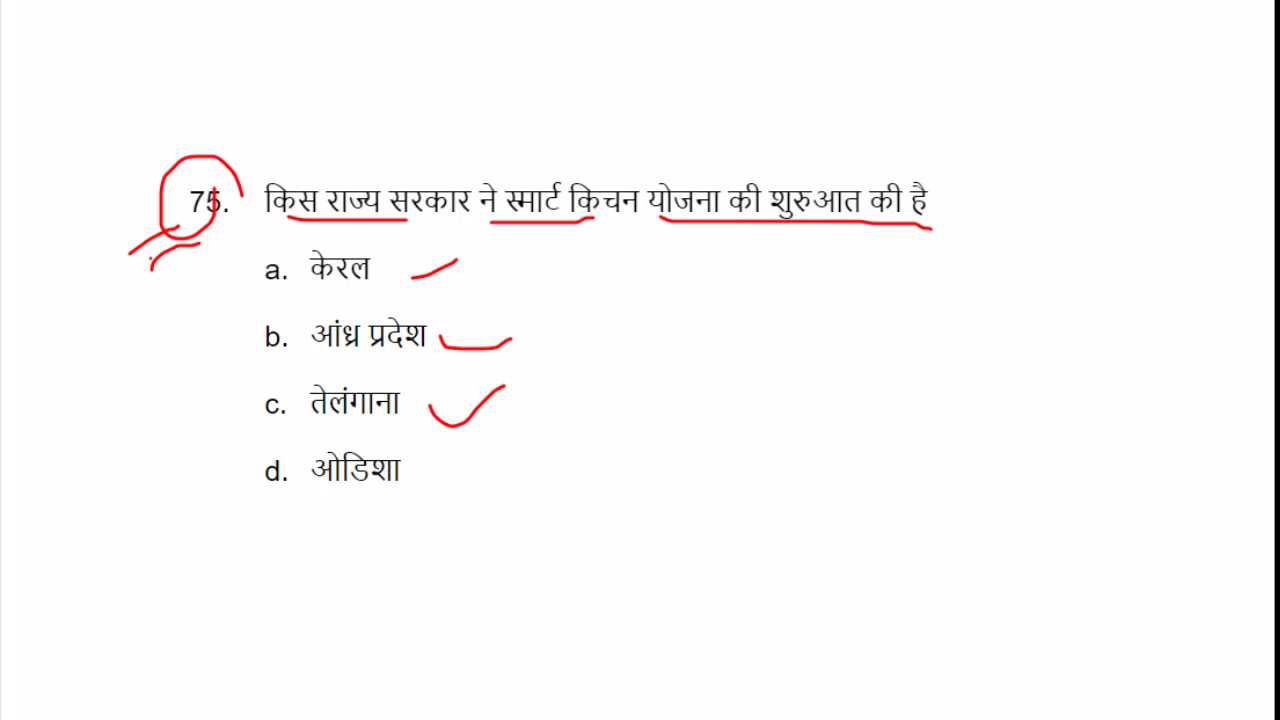 75. किस राज्य सरकार ने स्मार्ट किचन योजना की शुरुआत की है
a. केरल
b. आंध्र प्रदेश
c. तेलंगाना
d. ओडिशा